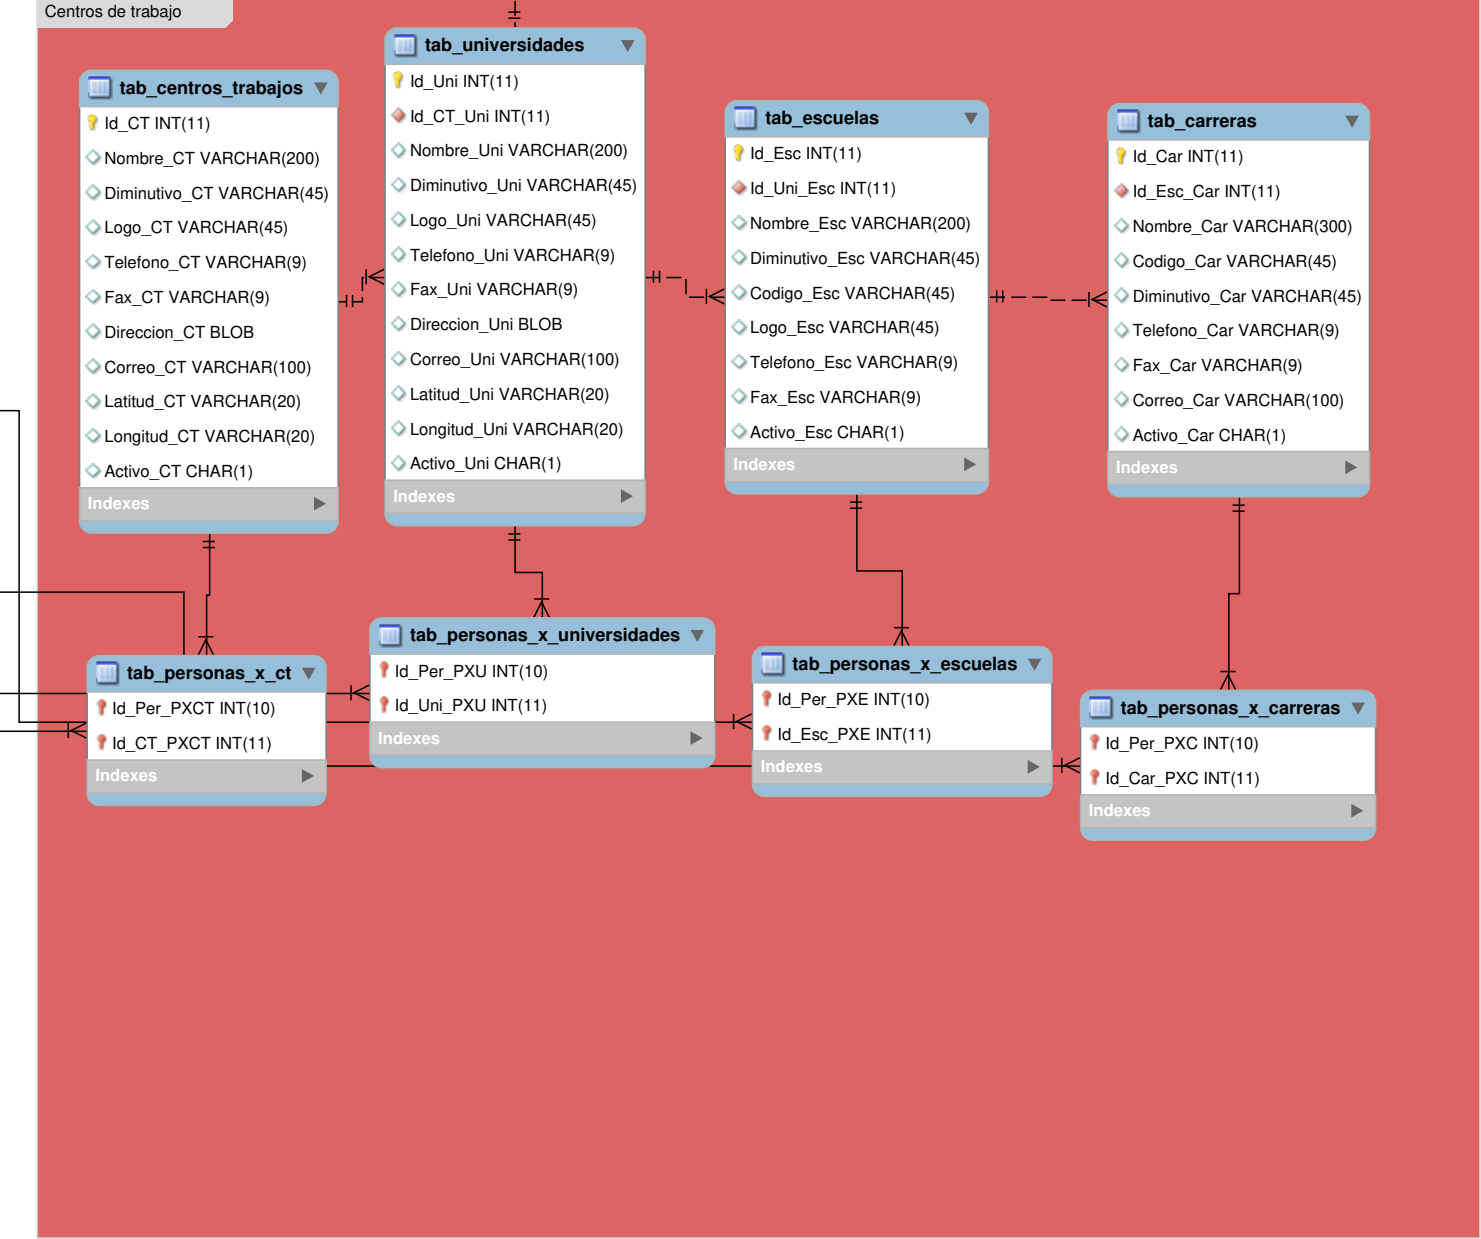 Centros de trabajo
tab_centros_trabajos
Id_CT INT(11)
Nombre_CT VARCHAR(200)
Diminutivo_CT VARCHAR(45)
Logo_CT VARCHAR(45)
Telefono_CT VARCHAR(9)
Fax_CT VARCHAR(9)
Direccion_CT BLOB
Correo_CT VARCHAR(100)
Latitud_CT VARCHAR(20)
Longitud_CT VARCHAR(20)
Activo_CT CHAR(1)
Indexes
tab_universidades
Id_Uni INT(11)
Id_CT_Uni INT(11)
Nombre_Uni VARCHAR(200)
Diminutivo_Uni VARCHAR(45)
Logo_Uni VARCHAR(45)
Telefono_Uni VARCHAR(9)
Fax_Uni VARCHAR(9)
Direccion_Uni BLOB
Correo_Uni VARCHAR(100)
Latitud_Uni VARCHAR(20)
Longitud_Uni VARCHAR(20)
Activo_Uni CHAR(1)
Indexes
tab_escuelas
Id_Esc INT(11)
Id_Uni_Esc INT(11)
Nombre_Esc VARCHAR(200)
Diminutivo_Esc VARCHAR(45)
Codigo_Esc VARCHAR(45)
Logo_Esc VARCHAR(45)
Telefono_Esc VARCHAR(9)
Fax_Esc VARCHAR(9)
Activo_Esc CHAR(1)
Indexes
tab_carreras
Id_Car INT(11)
Id_Esc_Car INT(11)
Nombre_Car VARCHAR(300)
Codigo_Car VARCHAR(45)
Diminutivo_Car VARCHAR(45)
Telefono_Car VARCHAR(9)
Fax_Car VARCHAR(9)
Correo_Car VARCHAR(100)
Activo_Car CHAR(1)
Indexes
tab_personas_x_ct
Id_Per_PXCT INT(10)
Id_CT_PXCT INT(11)
Indexes
tab_personas_x_universidades
Id_Per_PXU INT(10)
Id_Uni_PXU INT(11)
Indexes
tab_personas_x_escuelas
Id_Per_PXE INT(10)
Id_Esc_PXE INT(11)
Indexes
tab_personas_x_carreras
Id_Per_PXC INT(10)
Id_Car_PXC INT(11)
Indexes